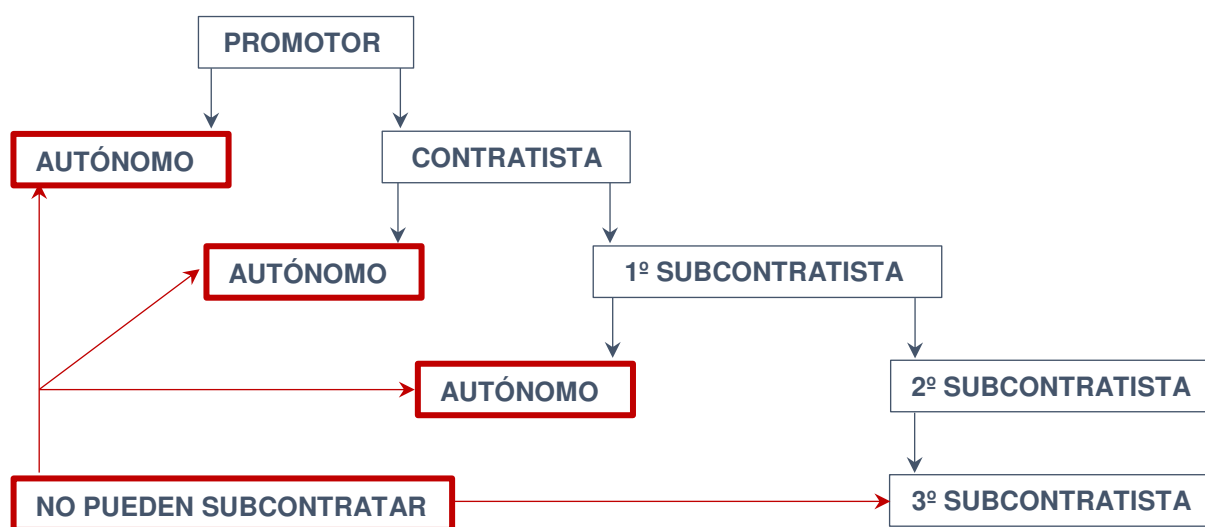 PROMOTOR
AUTÓNOMO
CONTRATISTA
AUTÓNOMO
1º SUBCONTRATISTA
AUTÓNOMO
2º SUBCONTRATISTA
NO PUEDEN SUBCONTRATAR
3º SUBCONTRATISTA